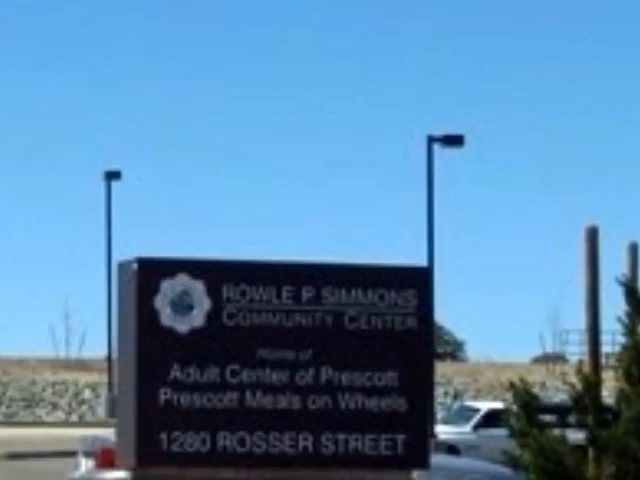 ROWLE P. SIMMONS
COMMUNITY CENTER
Home of
Adult Center of Prescott
Prescott Meals on Wheels
1280 ROSSER STREET